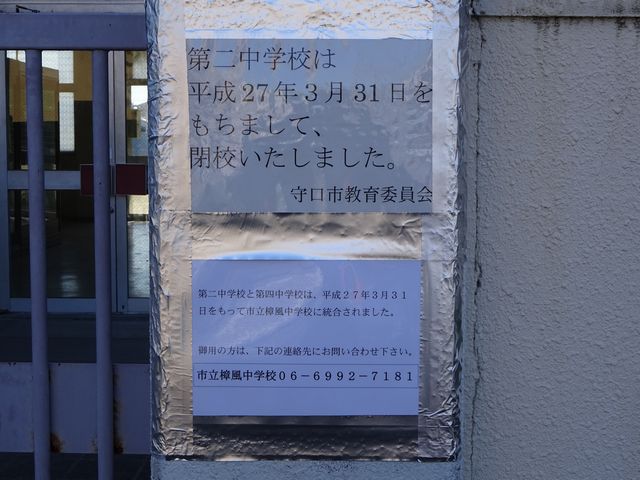 第二中学校は
平成27年3月31日を
もちまして、
閉校いたしました。
守口市教育委員会
第二中学校と第四中学校は、平成27年3月31
日をもって市立樟風中学校に統合されました。
御用の方は、下記の連絡先にお問い合わせ下さい。
市立樟風中学校06－6992－7181